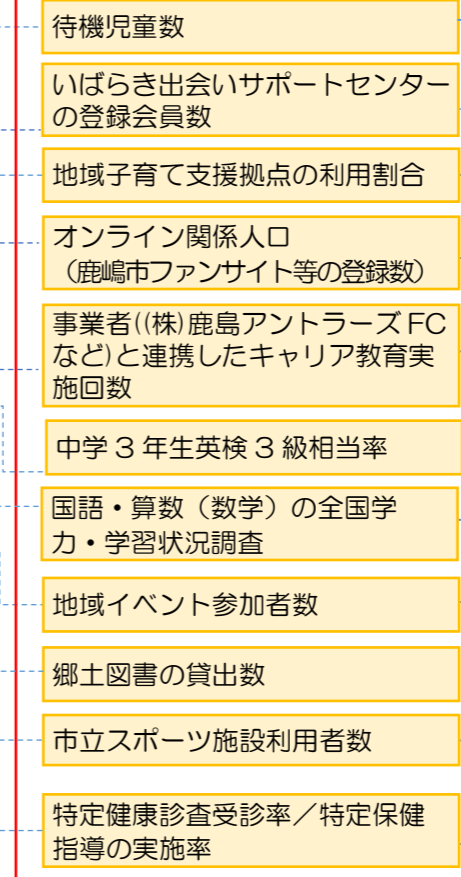 待機児童数
いばらき出会いサポートセンター
の登録会員数
地域子育て支援拠点の利用割合
オンライン関係人口
（鹿嶋市ファンサイト等の登録数）
事業者((株)鹿島アントラーズFC
など)と連携したキャリア教育実
施回数
中学３年生英検３級相当率
国語・算数（数学）の全国学
力・学習状況調査
地域イベント参加者数
郷土図書の貸出数
市立スポーツ施設利用者数
特定健康診査受診率／特定保健
指導の実施率